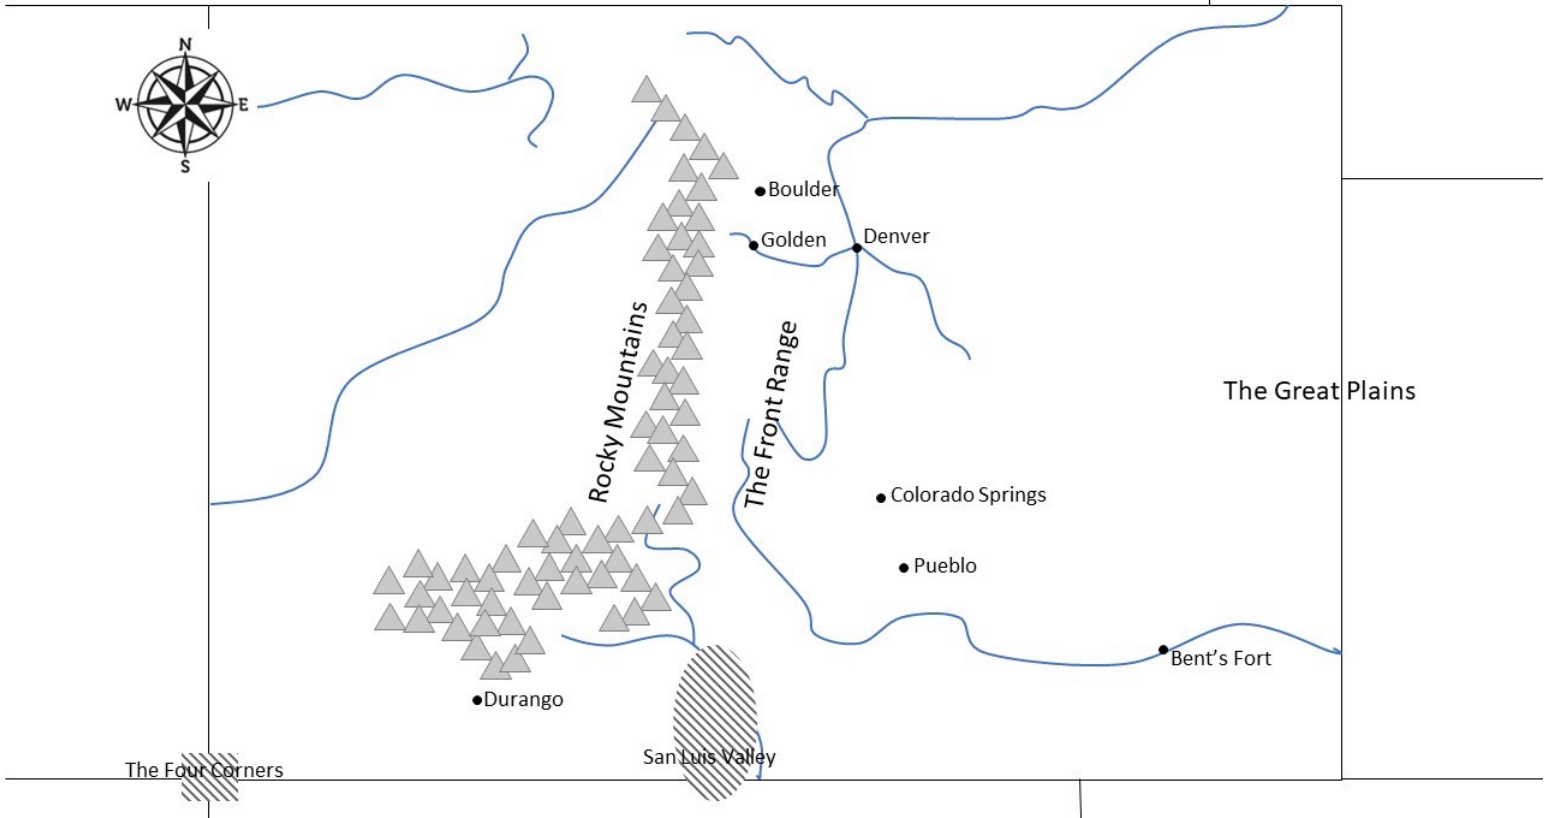 N
W
E
S
Boulder
Golden
Denver
Rocky Mountains
The Front Range
The Great Plains
Colorado Springs
Pueblo
Bent's Fort
Durango
San Luis Valley
The Four Corners